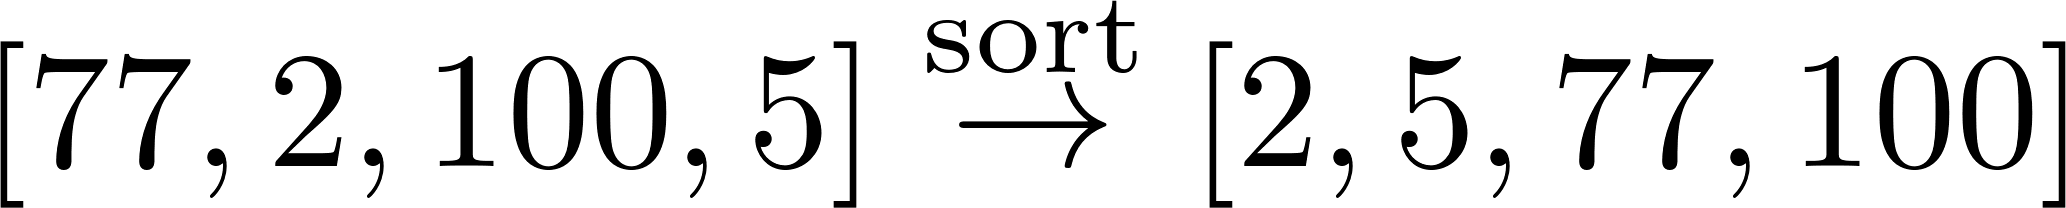 [77, 2, 100, 5] sort → [2, 5, 77, 100]